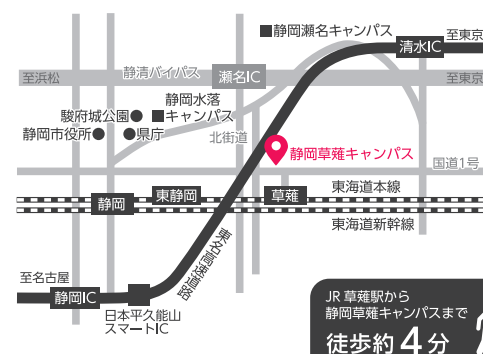 ■静岡瀬名キャンパス
至東京
清水IC
至浜松
静清バイパス
瀬名IC
至東京
静岡水落
■キャンパス
駿府城公園●
静岡市役所●
●県庁
北街道
静岡草薙キャンパス
国道1号
静岡
東静岡
草薙
東海道本線
東海道新幹線
東名高速道路
至名古屋
静岡IC
日本平久能山
スマートIC
JR 草薙駅から
静岡草薙キャンパスまで
徒歩約4分